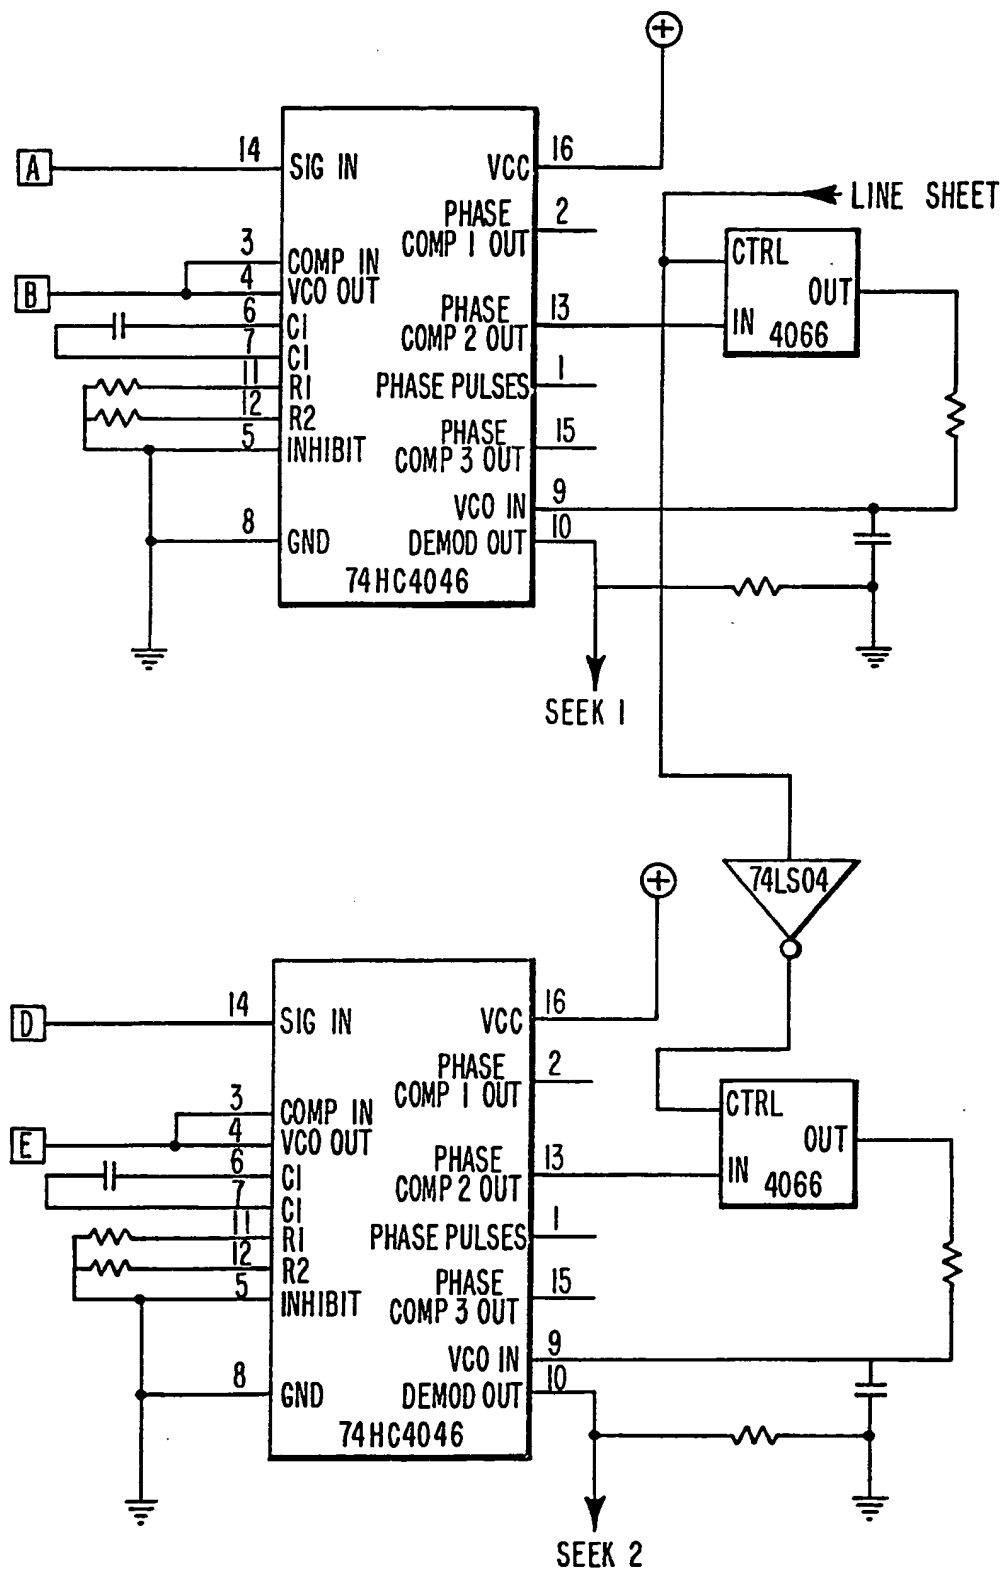 A
14
SIG IN
VCC
16
LINE SHEET
PHASE
COMP 1 OUT
2
CTRL
OUT
IN
4066
B
3
COMP IN
4
VCO OUT
6
C1
7
C1
11
R1
12
R2
5
INHIBIT
8
GND
PHASE
COMP 2 OUT
13
PHASE PULSES
1
PHASE
COMP 3 OUT
15
VCO IN
9
DEMOD OUT
10
74HC4046
SEEK 1
74LS04
D
14
SIG IN
VCC
16
PHASE
COMP 1 OUT
2
CTRL
OUT
IN
4066
E
3
COMP IN
4
VCO OUT
6
C1
7
C1
11
R1
12
R2
5
INHIBIT
8
GND
PHASE
COMP 2 OUT
13
PHASE PULSES
1
PHASE
COMP 3 OUT
15
VCO IN
9
DEMOD OUT
10
74HC4046
SEEK 2